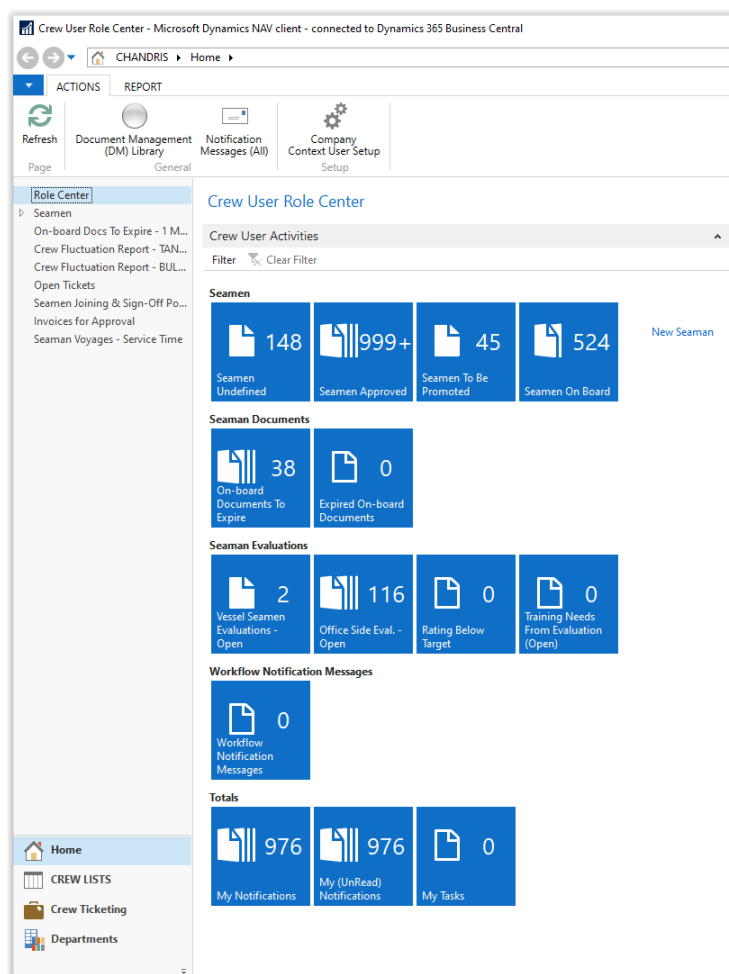 Crew User Role Center - Microsoft Dynamics NAV client - connected to Dynamics 365 Business Central
CHANDRIS
Home
ACTIONS
REPORT
Refresh
Document Management
(DM) Library
Notification
Messages (All)
Company
Context User Setup
Page
General
Setup
Role Center
Seamen
On-board Docs To Expire - 1 M...
Crew Fluctuation Report - TAN...
Crew Fluctuation Report - BUL...
Open Tickets
Seamen Joining & Sign-Off Po...
Invoices for Approval
Seaman Voyages - Service Time
Crew User Role Center
Crew User Activities
Filter
Clear Filter
Seamen
148
Seamen
Undefined
999+
Seamen Approved
45
Seamen To Be
Promoted
524
Seamen On Board
New Seaman
Seaman Documents
38
On-board
Documents To
Expire
0
Expired On-board
Documents
Seaman Evaluations
2
Vessel Seamen
Evaluations -
Open
116
Office Side Eval. -
Open
0
Rating Below
Target
0
Training Needs
From Evaluation
(Open)
Workflow Notification Messages
0
Workflow
Notification
Messages
Totals
976
My Notifications
976
My (UnRead)
Notifications
0
My Tasks
Home
CREW LISTS
Crew Ticketing
Departments